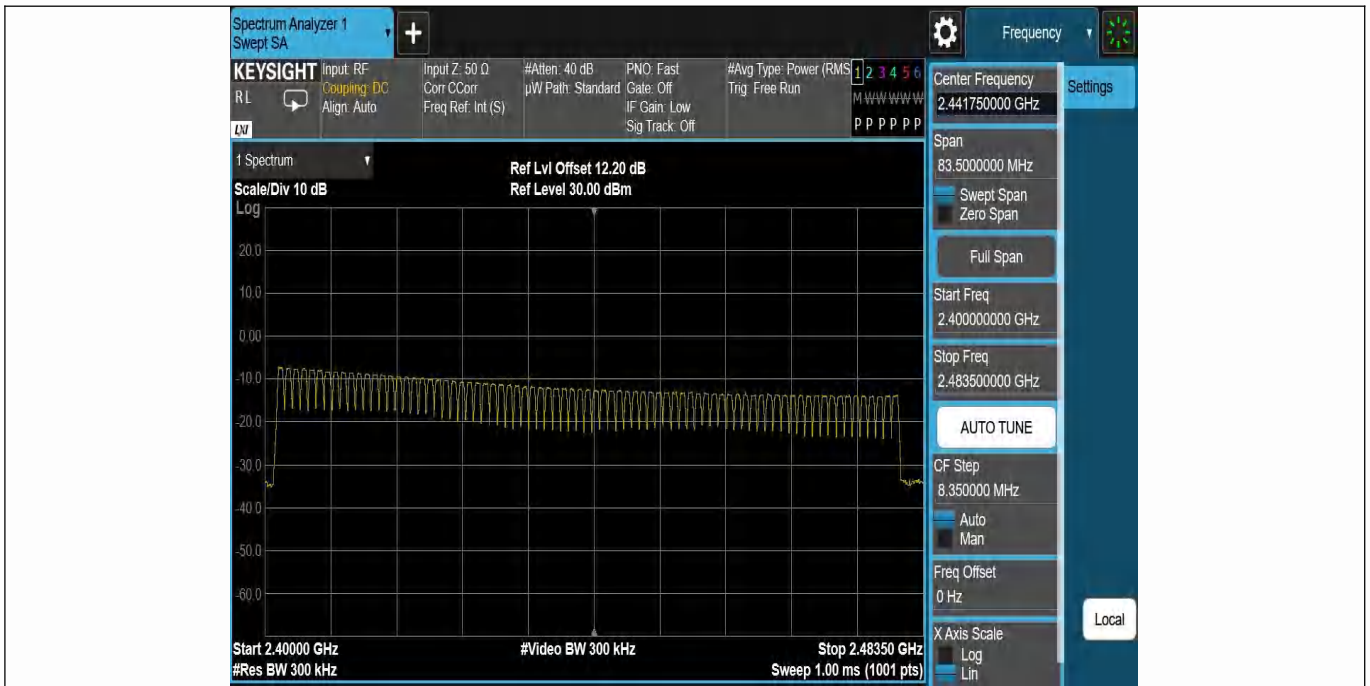 Spectrum Analyzer 1
Swept SA
+
Frequency
KEYSIGHT
RL
LXI
Input: RF
Coupling: DC
Align: Auto
Input Z: 50 Ω
Corr CCorr
Freq Ref: Int (S)
#Atten: 40 dB
µW Path: Standard
PNO: Fast
Gate: Off
IF Gain: Low
Sig Track: Off
#Avg Type: Power (RMS
Trig: Free Run
1 2 3 4 5 6
M W W W W W
P P P P P P
1 Spectrum
Scale/Div 10 dB
Log
Ref Lvl Offset 12.20 dB
Ref Level 30.00 dBm
20.0
10.0
0.00
-10.0
-20.0
-30.0
-40.0
-50.0
-60.0
Start 2.40000 GHz
#Res BW 300 kHz
#Video BW 300 kHz
Stop 2.48350 GHz
Sweep 1.00 ms (1001 pts)
Center Frequency
2.441750000 GHz
Settings
Span
83.5000000 MHz
Swept Span
Zero Span
Full Span
Start Freq
2.400000000 GHz
Stop Freq
2.483500000 GHz
AUTO TUNE
CF Step
8.350000 MHz
Auto
Man
Freq Offset
0 Hz
X Axis Scale
Log
Lin
Local